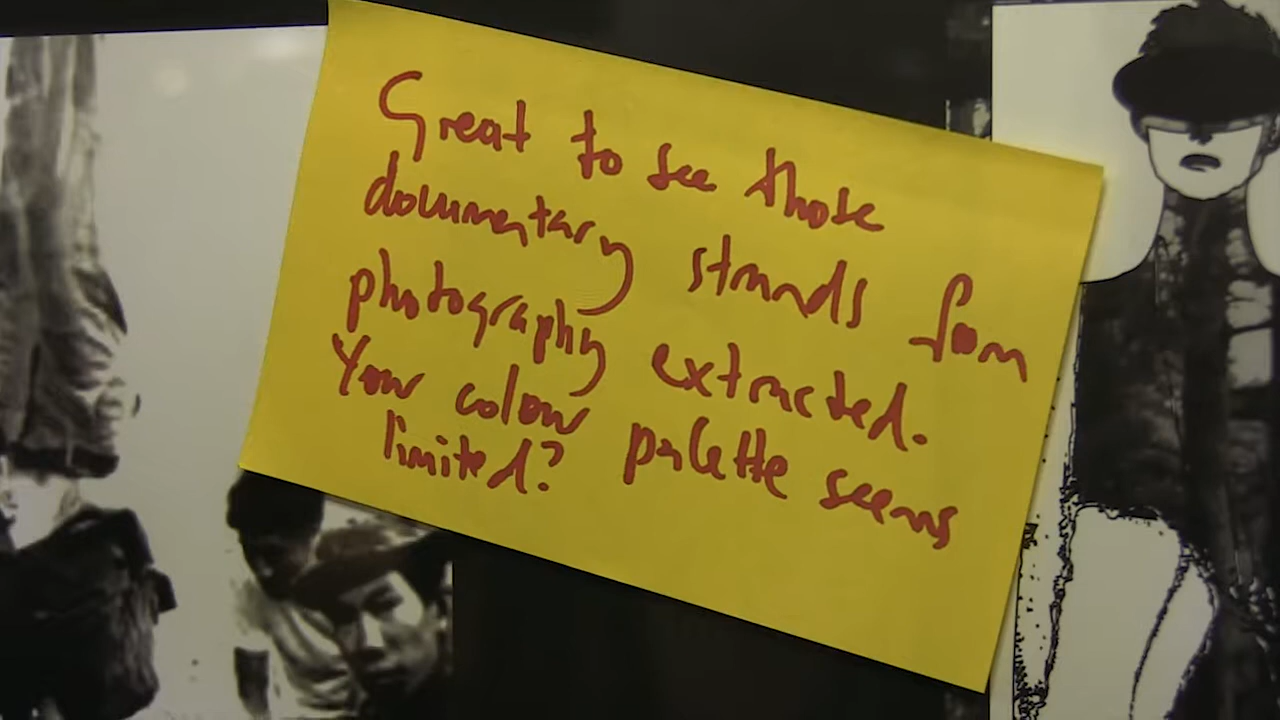 Great to see those
documentary strands from
photography extracted.
Your colour palette seems
limited?